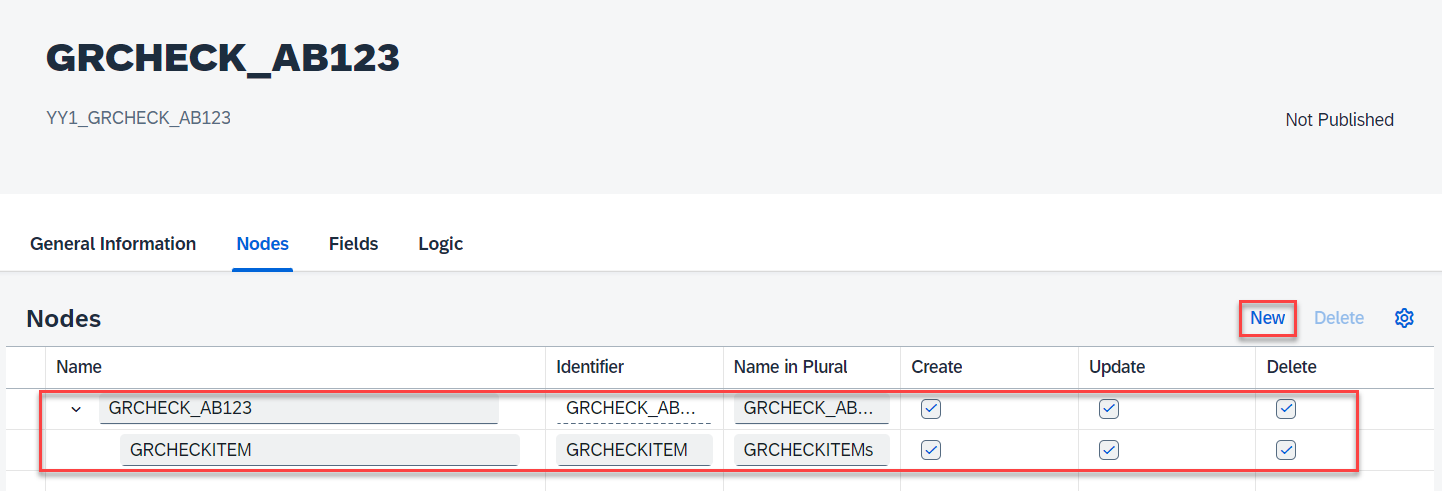 GRCHECK_AB123
YY1_GRCHECK_AB123
Not Published
General Information Nodes Fields Logic
Nodes New Delete
Name Identifier Name in Plural Create Update Delete
GRCHECK_AB123 GRCHECK_AB... GRCHECK_AB...
GRCHECKITEM GRCHECKITEM GRCHECKITEMs